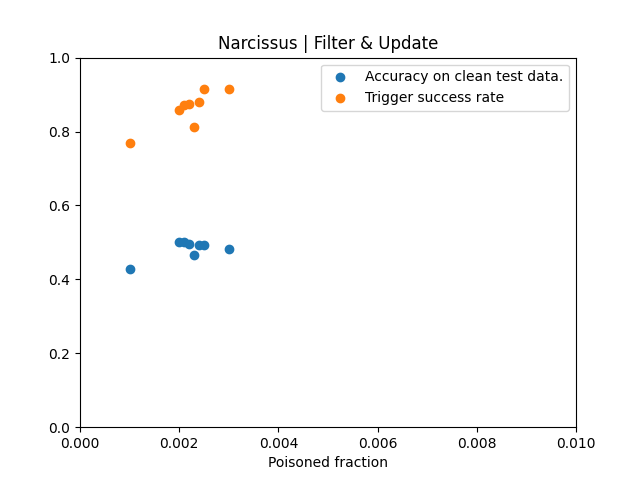 Narcissus | Filter & Update
1.0
0.8
0.6
0.4
0.2
0.0
Accuracy on clean test data.
Trigger success rate
0.000 0.002 0.004 0.006 0.008 0.010
Poisoned fraction